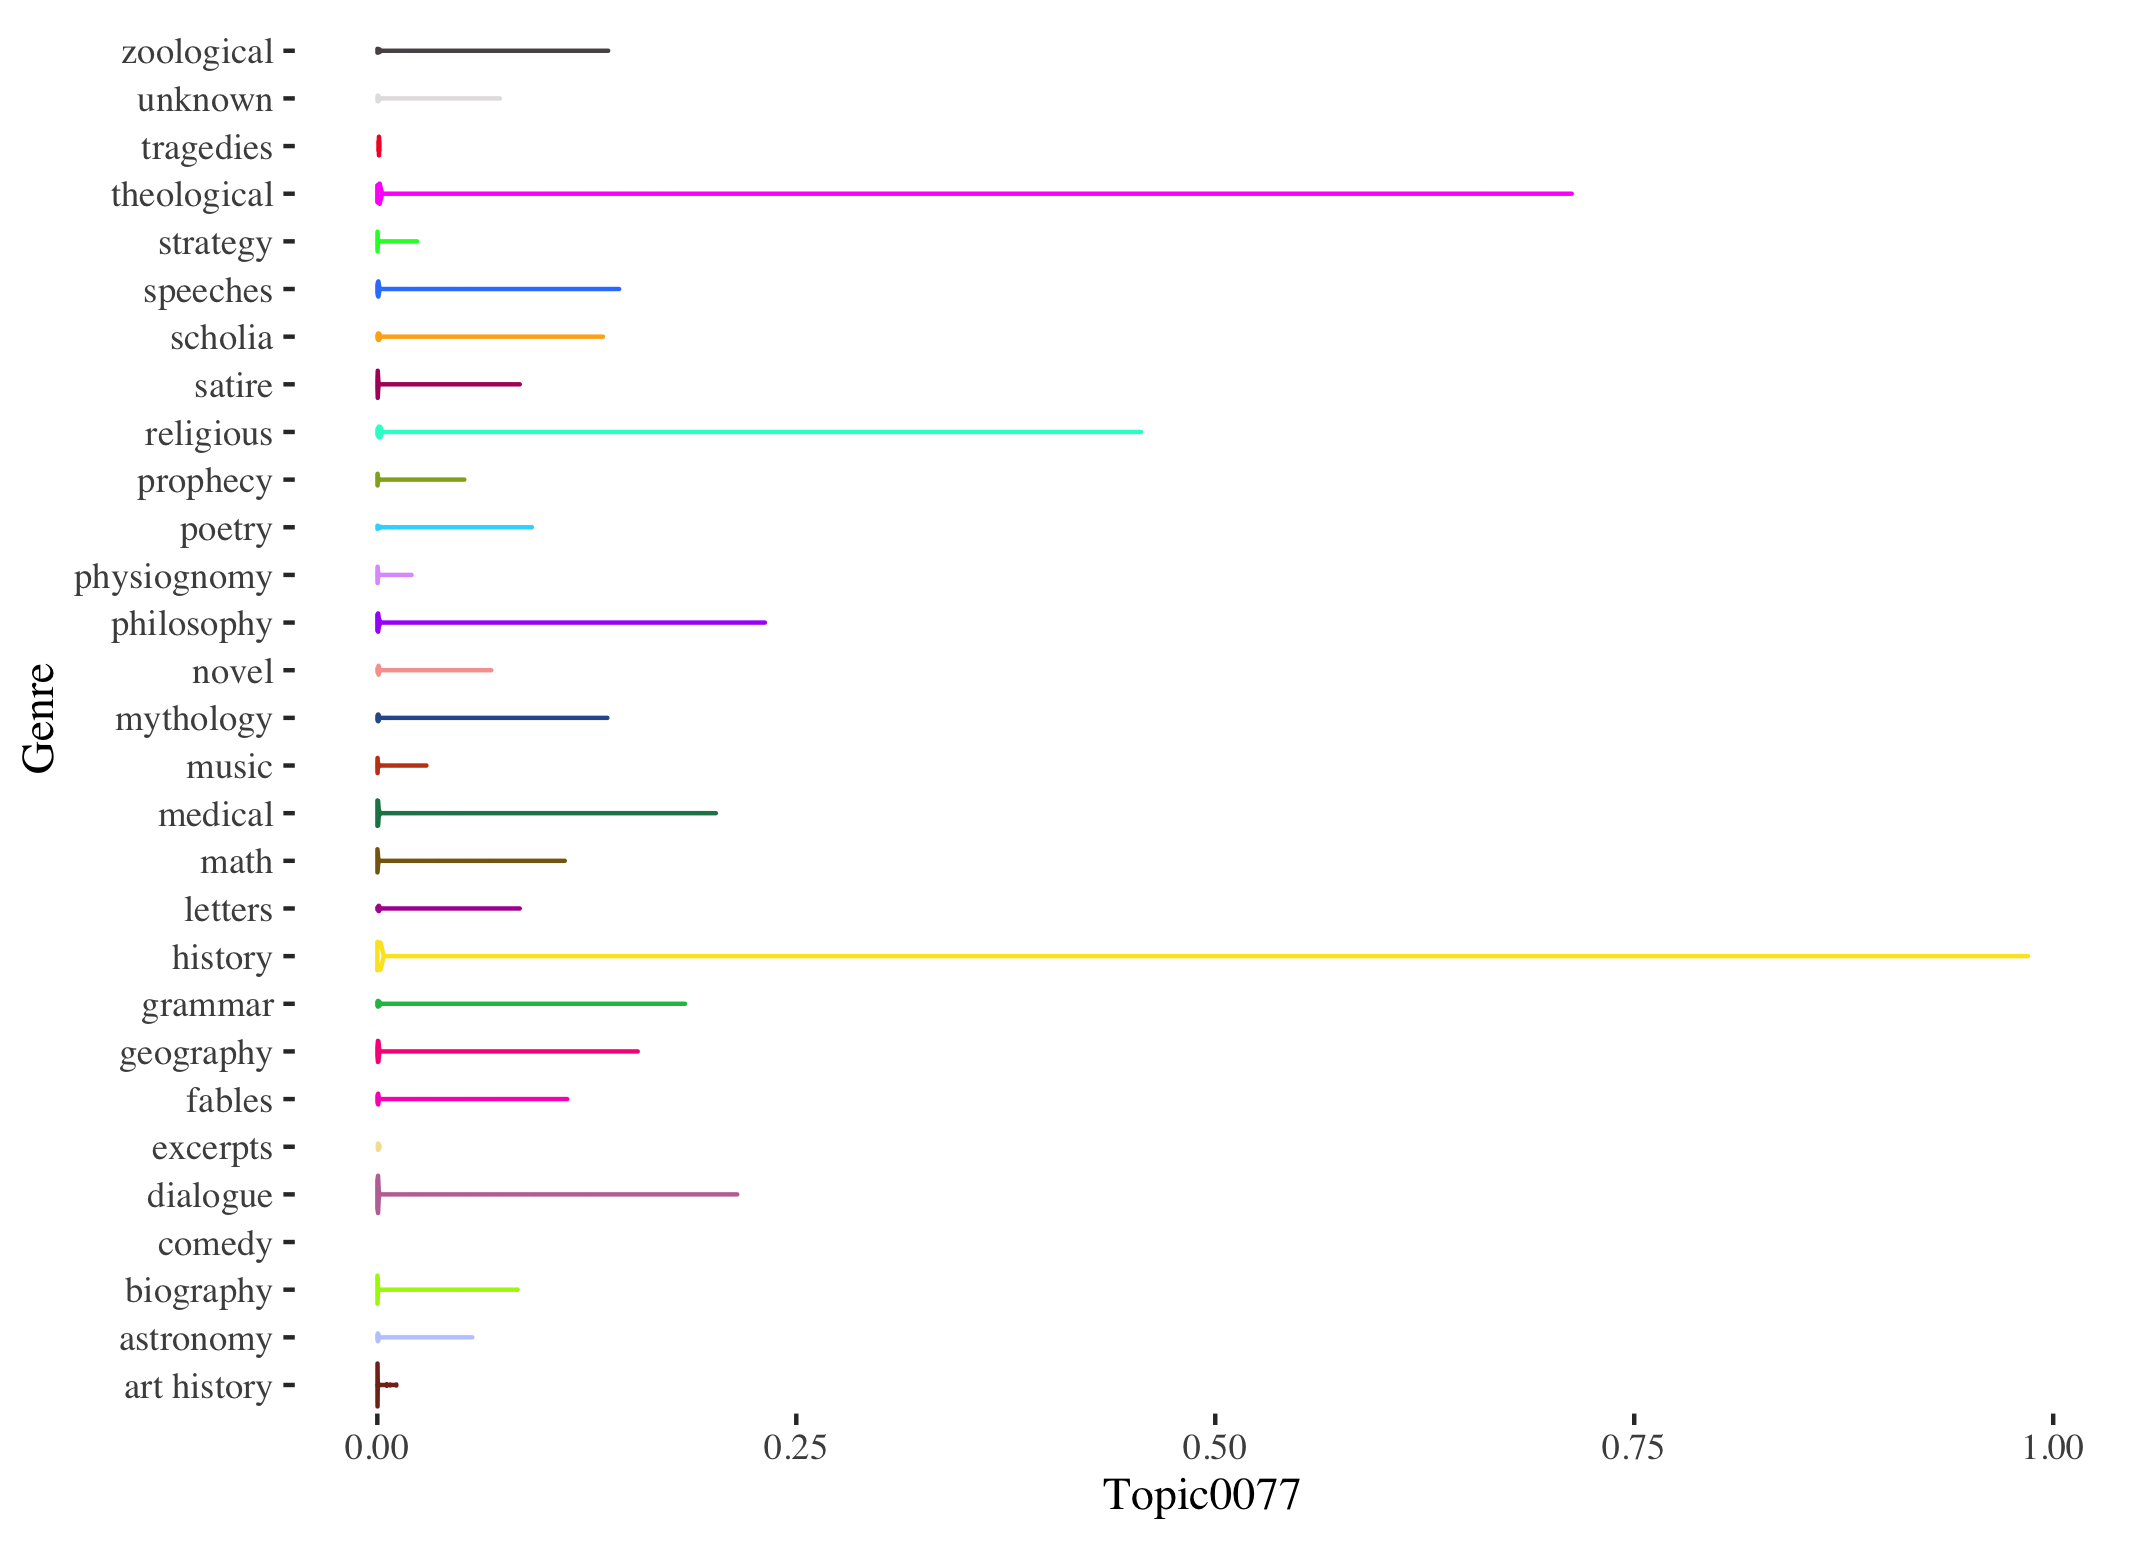 zoological
unknown
tragedies
theological
strategy
speeches
scholia
satire
religious
prophecy
poetry
physiognomy
philosophy
novel
mythology
music
medical
math
letters
history
grammar
geography
fables
excerpts
dialogue
comedy
biography
astronomy
art history
Genre
0.00 0.25 0.50 0.75 1.00
Topic0077